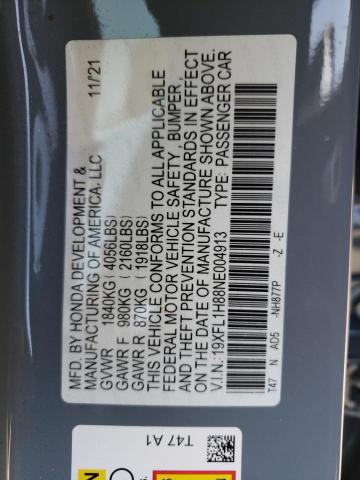 MFD. BY HONDA DEVELOPMENT &
MANUFACTURING OF AMERICA, LLC 11/21
GVWR 1840KG(4056LBS)
GAWR F 980KG (2160LBS)
GAWR R 870KG (1918LBS)
THIS VEHICLE CONFORMS TO ALL APPLICABLE
FEDERAL MOTOR VEHICLE SAFETY, BUMPER,
AND THEFT PREVENTION STANDARDS IN EFFECT
ON THE DATE OF MANUFACTURE SHOWN ABOVE.
V.I.N.:19XFL1H88NE004913 TYPE: PASSENGER CAR
T47 N AD5 -NH877P -Z -E
T47 A1